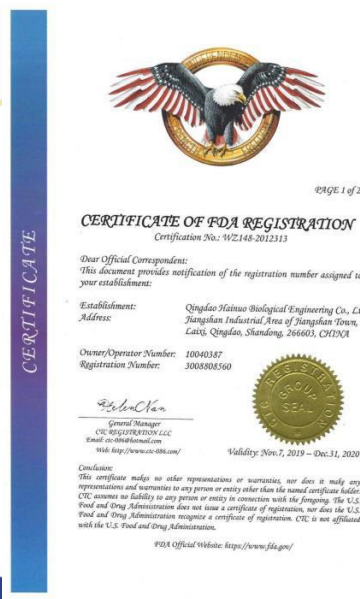 PAGE 1 of 2
CERTIFICATE
CERTIFICATE OF FDA REGISTRATION
Certification No.: WZ148-2012313
Dear Official Correspondent:
This document provides notification of the registration number assigned to
your establishment:
Establishment: Qingdao Hainuo Biological Engineering Co., Lt
Address: Jiangshan Industrial Area of Jiangshan Town,
Laixi, Qingdao, Shandong, 266603, CHINA
Owner/Operator Number: 10040387
Registration Number: 3008808560
General Manager
CTC REGISTRATION LLC
Email: ctc-086@hotmail.com
Web: http://www.ctc-086.com/
CTC REGISTRATION
GROUP
SEAL
Validity: Nov.7, 2019 – Dec.31, 2020
Conclusion:
This certificate makes no other representations or warranties, nor does it make any
representations and warranties to any person or entity other than the named certificate holder.
CTC assumes no liability to any person or entity in connection with the foregoing. The U.S.
Food and Drug Administration does not issue a certificate of registration, nor does the U.S.
Food and Drug Administration recognize a certificate of registration. CTC is not affiliated
with the U.S. Food and Drug Administration.
FDA Official Website: https://www.fda.gov/